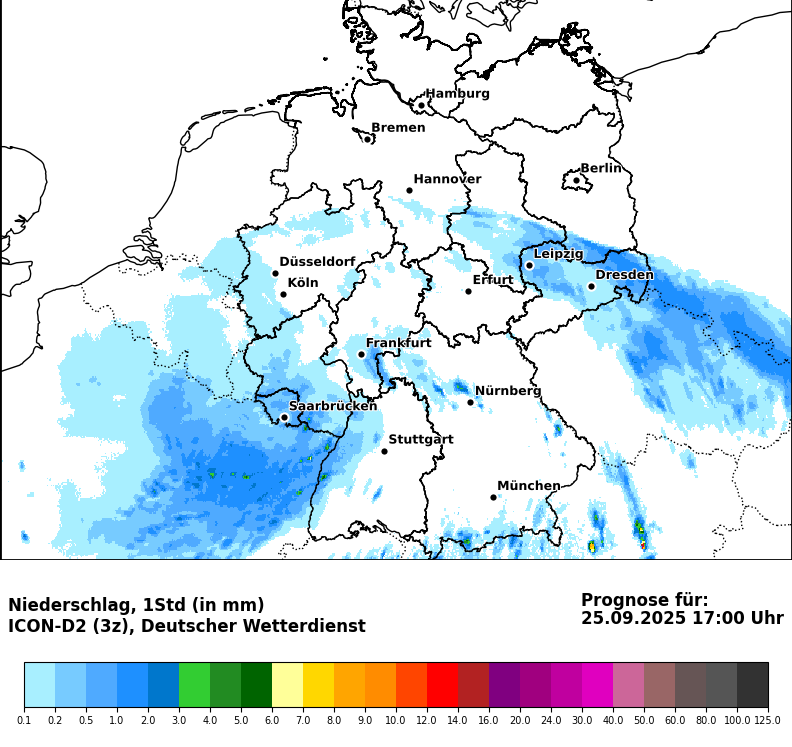 Hamburg
Bremen
Berlin
Hannover
Leipzig
Düsseldorf
Dresden
Köln
Erfurt
Frankfurt
Nürnberg
Saarbrücken
Stuttgart
München
Niederschlag, 1Std (in mm)
ICON-D2 (3z), Deutscher Wetterdienst
Prognose für:
25.09.2025 17:00 Uhr
0.1 0.2 0.5 1.0 2.0 3.0 4.0 5.0 6.0 7.0 8.0 9.0 10.0 12.0 14.0 16.0 20.0 24.0 30.0 40.0 50.0 60.0 80.0 100.0 125.0